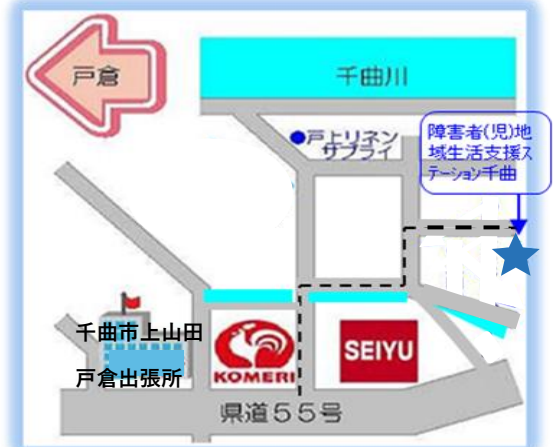 戸倉
千曲川
戸上リネン
サプライ
障害者(児)地
域生活支援ス
テーション千曲
千曲市上山田
戸倉出張所
KOMERI
SEIYU
県道55号